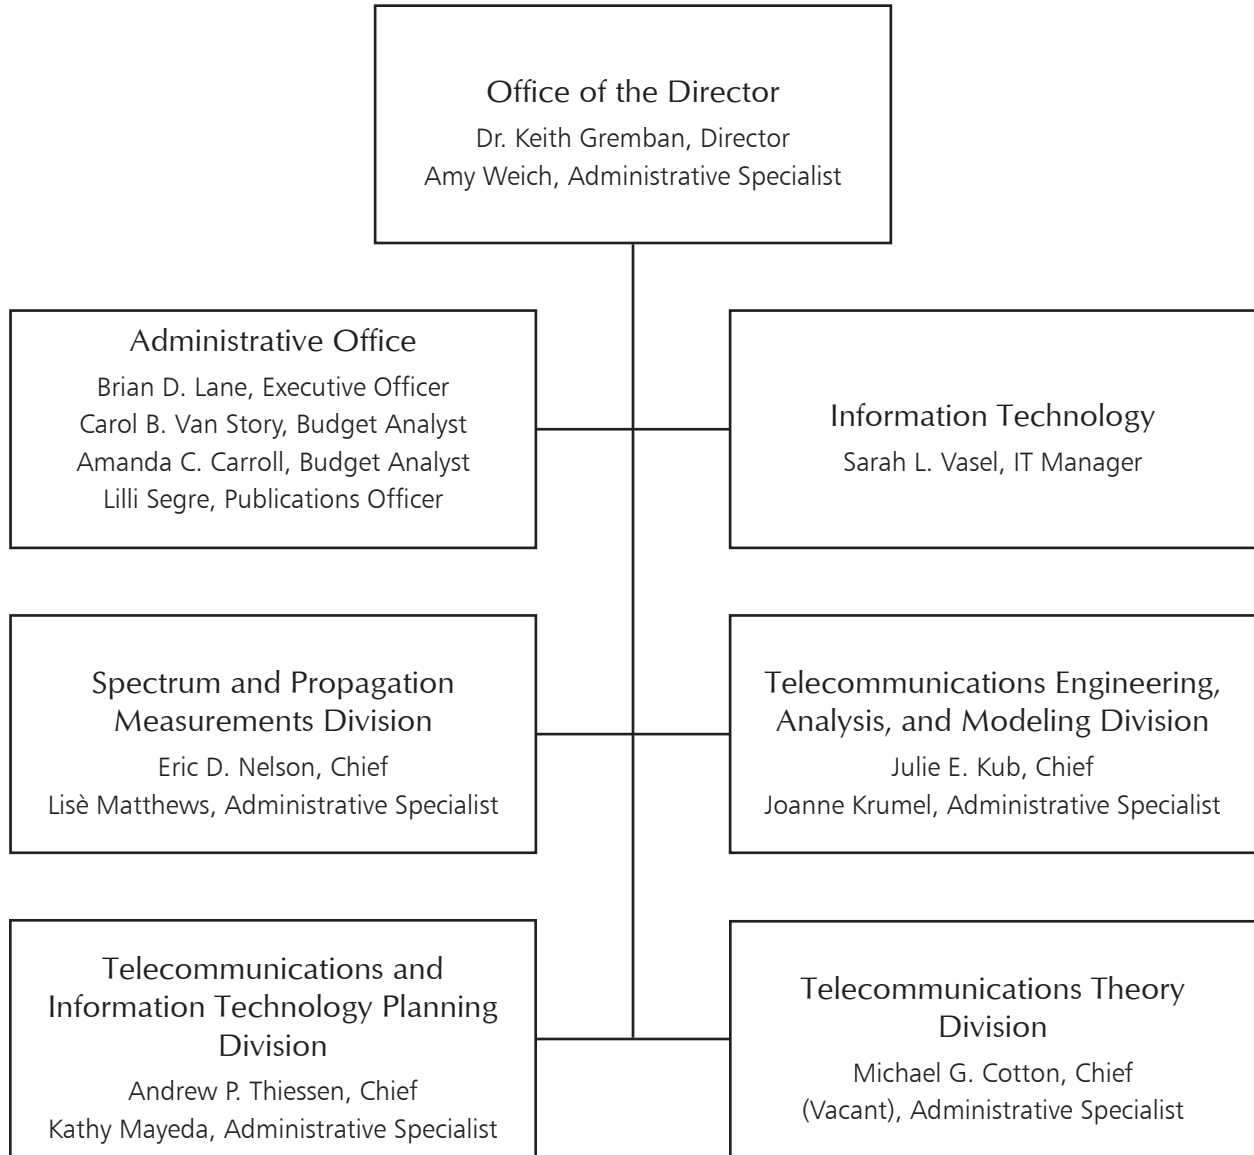 Office of the Director
Dr. Keith Gremban, Director
Amy Weich, Administrative Specialist
Administrative Office
Brian D. Lane, Executive Officer
Carol B. Van Story, Budget Analyst
Amanda C. Carroll, Budget Analyst
Lilli Segre, Publications Officer
Information Technology
Sarah L. Vasel, IT Manager
Spectrum and Propagation
Measurements Division
Eric D. Nelson, Chief
Lisè Matthews, Administrative Specialist
Telecommunications Engineering,
Analysis, and Modeling Division
Julie E. Kub, Chief
Joanne Krumel, Administrative Specialist
Telecommunications and
Information Technology Planning
Division
Andrew P. Thiessen, Chief
Kathy Mayeda, Administrative Specialist
Telecommunications Theory
Division
Michael G. Cotton, Chief
(Vacant), Administrative Specialist